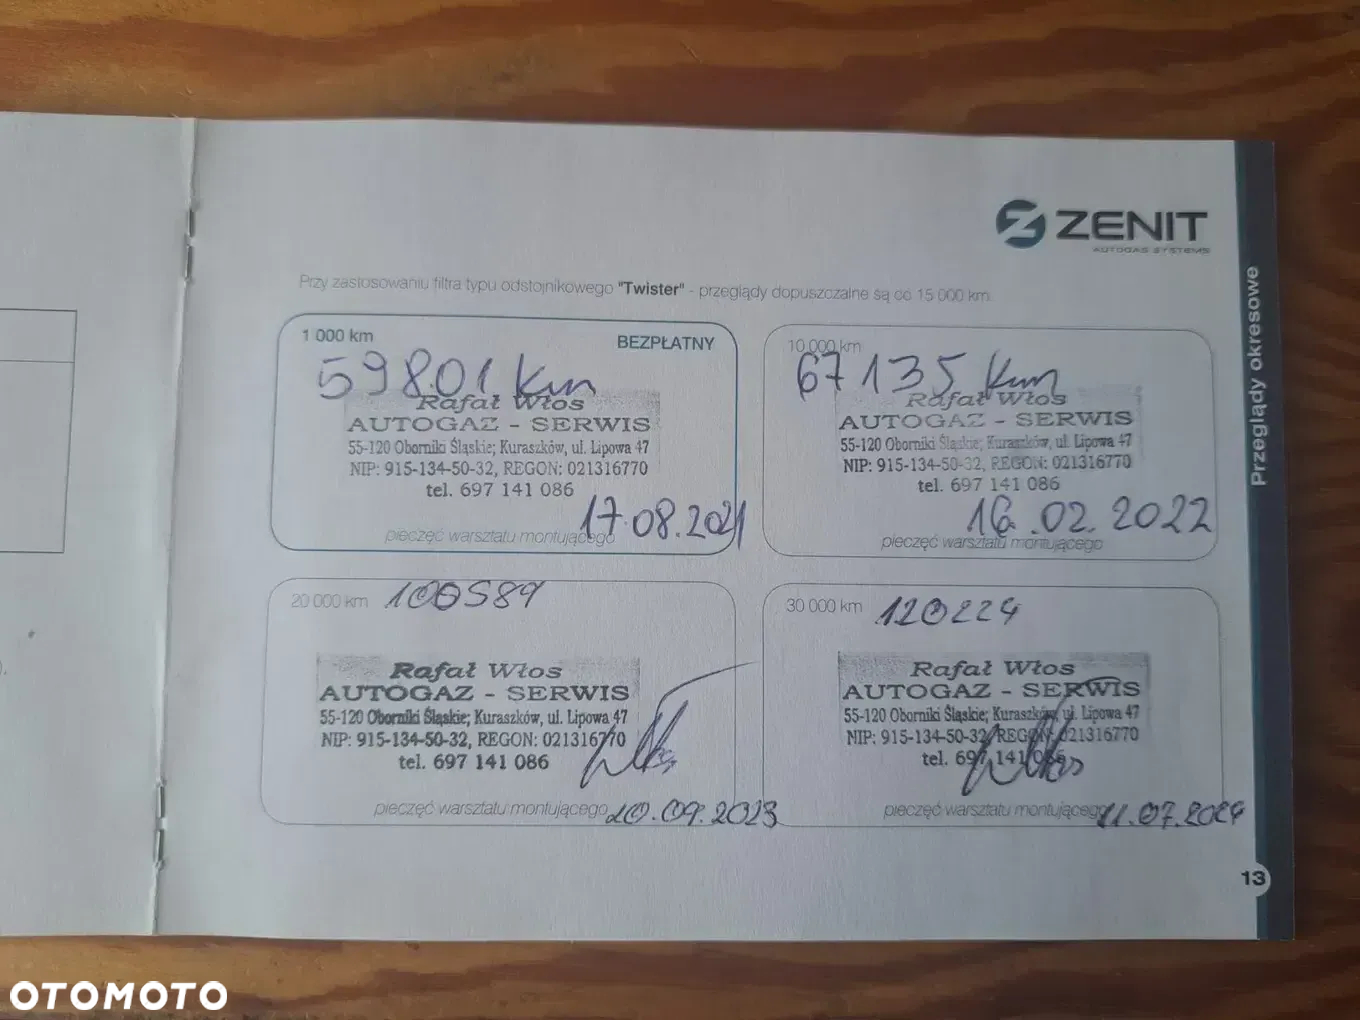 ZENIT
AUTOGAS SYSTEMS
Przy zastosowaniu filtra typu odstojnikowego "Twister" - przeglądy dopuszczalne są co 15 000 km.
1 000 km
BEZPŁATNY
59801 km
Rafał Włos
AUTOGAZ - SERWIS
55-120 Oborniki Śląskie; Kuraszków, ul. Lipowa 47
NIP: 915-134-50-32, REGON: 021316770
tel. 697 141 086
17.08.2021
pieczęć warsztatu montującego
10 000 km
67135 km
Rafał Włos
AUTOGAZ - SERWIS
55-120 Oborniki Śląskie; Kuraszków, ul. Lipowa 47
NIP: 915-134-50-32, REGON: 021316770
tel. 697 141 086
16.02.2022
pieczęć warsztatu montującego
20 000 km
100589
Rafał Włos
AUTOGAZ - SERWIS
55-120 Oborniki Śląskie; Kuraszków, ul. Lipowa 47
NIP: 915-134-50-32, REGON: 021316770
tel. 697 141 086
pieczęć warsztatu montującego
20.09.2023
30 000 km
120224
Rafał Włos
AUTOGAZ - SERWIS
55-120 Oborniki Śląskie; Kuraszków, ul. Lipowa 47
NIP: 915-134-50-32, REGON: 021316770
tel. 697 141 086
pieczęć warsztatu montującego
11.07.2024
Przeglądy okresowe
13
OTOMOTO